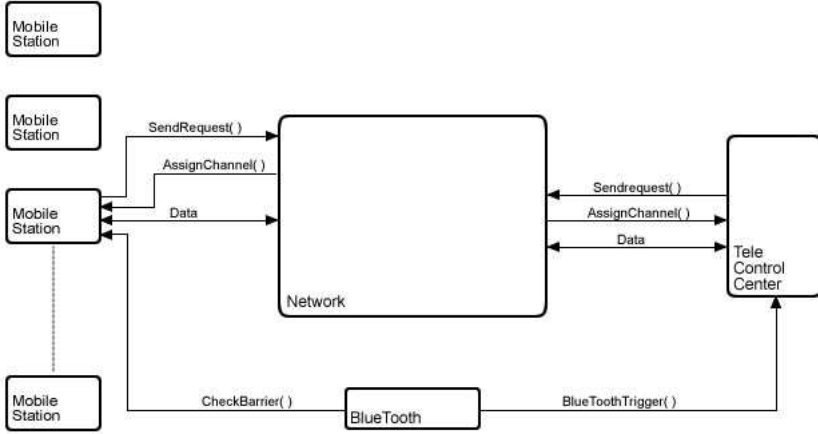 Mobile
Station
Mobile
Station
SendRequest( )
AssignChannel( )
Mobile
Station
Data
Network
Sendrequest( )
AssignChannel( )
Data
Tele
Control
Center
Mobile
Station
CheckBarrier( )
BlueTooth
BlueToothTrigger( )